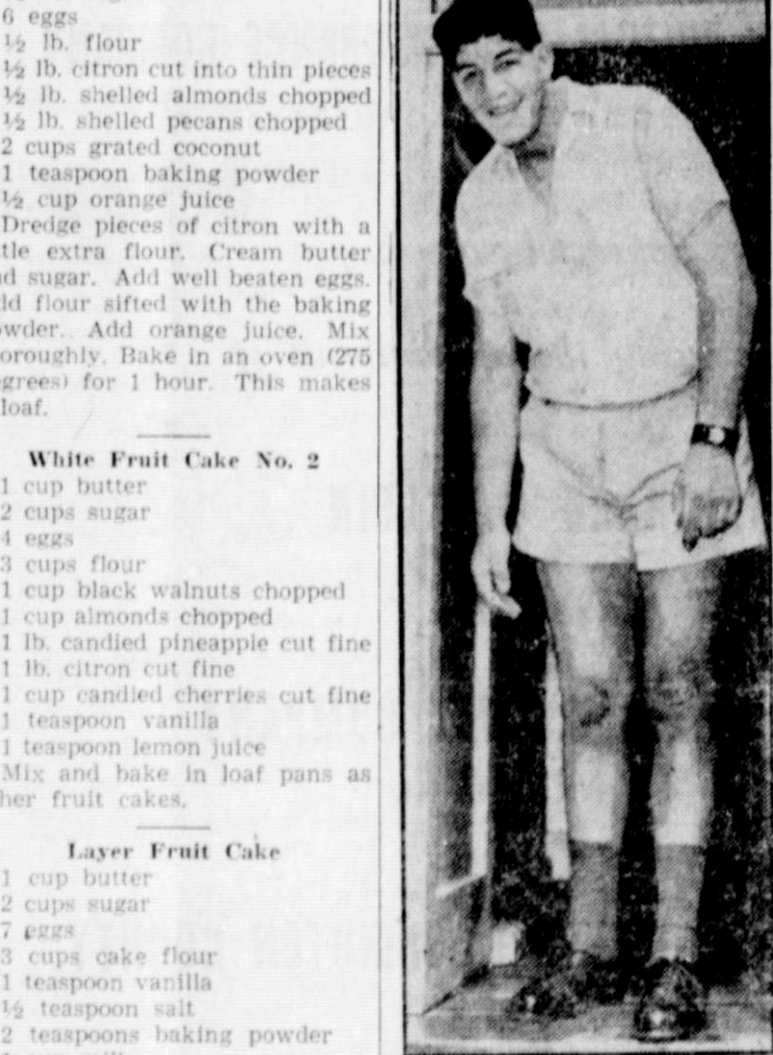 6 eggs
½ lb. flour
½ lb. citron cut into thin pieces
½ lb. shelled almonds chopped
½ lb. shelled pecans chopped
2 cups grated coconut
1 teaspoon baking powder
½ cup orange juice
Dredge pieces of citron with a
tle extra flour. Cream butter
d sugar. Add well beaten eggs.
ld flour sifted with the baking
wder. Add orange juice. Mix
oroughly. Bake in an oven (275
grees) for 1 hour. This makes
loaf.
White Fruit Cake No. 2
1 cup butter
2 cups sugar
4 eggs
3 cups flour
1 cup black walnuts chopped
1 cup almonds chopped
1 lb. candied pineapple cut fine
1 lb. citron cut fine
1 cup candied cherries cut fine
1 teaspoon vanilla
1 teaspoon lemon juice
Mix and bake in loaf pans as
her fruit cakes.
Layer Fruit Cake
1 cup butter
2 cups sugar
7 eggs
3 cups cake flour
1 teaspoon vanilla
½ teaspoon salt
2 teaspoons baking powder